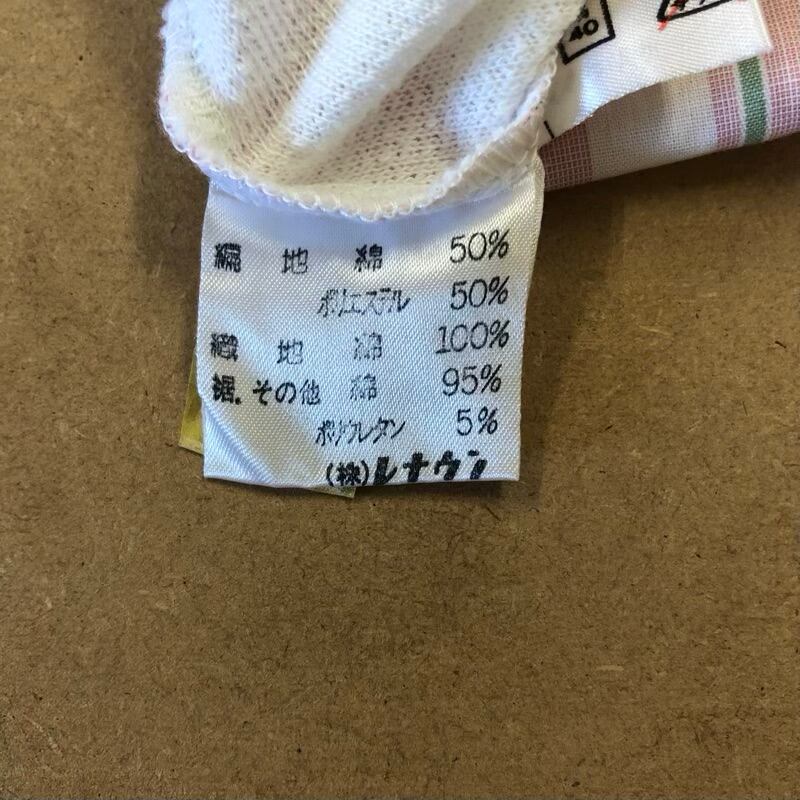 40
編地 綿 50%
ポリエステル 50%
織地 綿 100%
裾.その他 綿 95%
ポリウレタン 5%
(株)レナウン